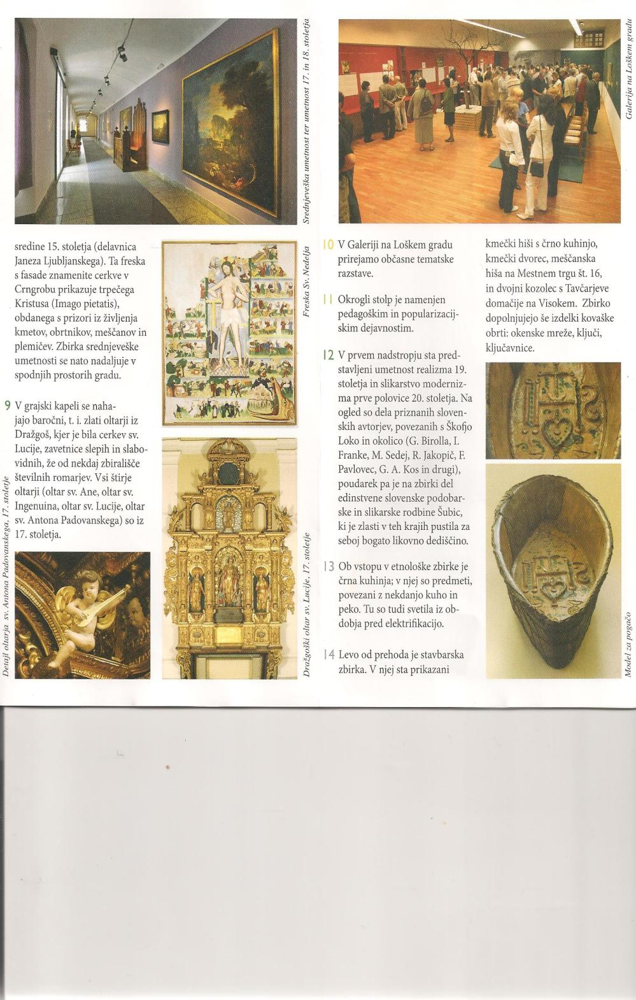 Srednjeveška umetnost ter umetnost 17. in 18. stoletja
sredine 15. stoletja (delavnica
Janeza Ljubljanskega). Ta freska
s fasade znamenite cerkve v
Crngrobu prikazuje trpečega
Kristusa (Imago pietatis),
obdanega s prizori iz življenja
kmetov, obrtnikov, meščanov in
plemičev. Zbirka srednjeveške
umetnosti se nato nadaljuje v
spodnjih prostorih gradu.
9 V grajski kapeli se naha-
jajo baročni, t. i. zlati oltarji iz
Dražgoš, kjer je bila cerkev sv.
Lucije, zavetnice slepih in slabo-
vidnih, že od nekdaj zbirališče
številnih romarjev. Vsi štirje
oltarji (oltar sv. Ane, oltar sv.
Ingenuina, oltar sv. Lucije, oltar
sv. Antona Padovanskega) so iz
17. stoletja.
Detajl oltarja sv. Antona Padovanskega, 17. stoletje
Freska Sv. Nedelja
Dražgoški oltar sv. Lucije, 17. stoletje
Galerija na Loškem gradu
10 V Galeriji na Loškem gradu
prirejamo občasne tematske
razstave.
11 Okrogli stolp je namenjen
pedagoškim in popularizacij-
skim dejavnostim.
12 V prvem nadstropju sta pred-
stavljeni umetnost realizma 19.
stoletja in slikarstvo moderniz-
ma prve polovice 20. stoletja. Na
ogled so dela priznanih sloven-
skih avtorjev, povezanih s Škofjo
Loko in okolico (G. Birolla, I.
Franke, M. Sedej, R. Jakopič, F.
Pavlovec, G. A. Kos in drugi),
poudarek pa je na zbirki del
edinstvene slovenske podobar-
ske in slikarske rodbine Šubic,
ki je zlasti v teh krajih pustila za
seboj bogato likovno dediščino.
13 Ob vstopu v etnološke zbirke je
črna kuhinja; v njej so predmeti,
povezani z nekdanjo kuho in
peko. Tu so tudi svetila iz ob-
dobja pred elektrifikacijo.
14 Levo od prehoda je stavbarska
zbirka. V njej sta prikazani
kmečki hiši s črno kuhinjo,
kmečki dvorec, meščanska
hiša na Mestnem trgu št. 16,
in dvojni kozolec s Tavčarjeve
domačije na Visokem. Zbirko
dopolnjujejo še izdelki kovaške
obrti: okenske mreže, ključi,
ključavnice.
Model za pogačo